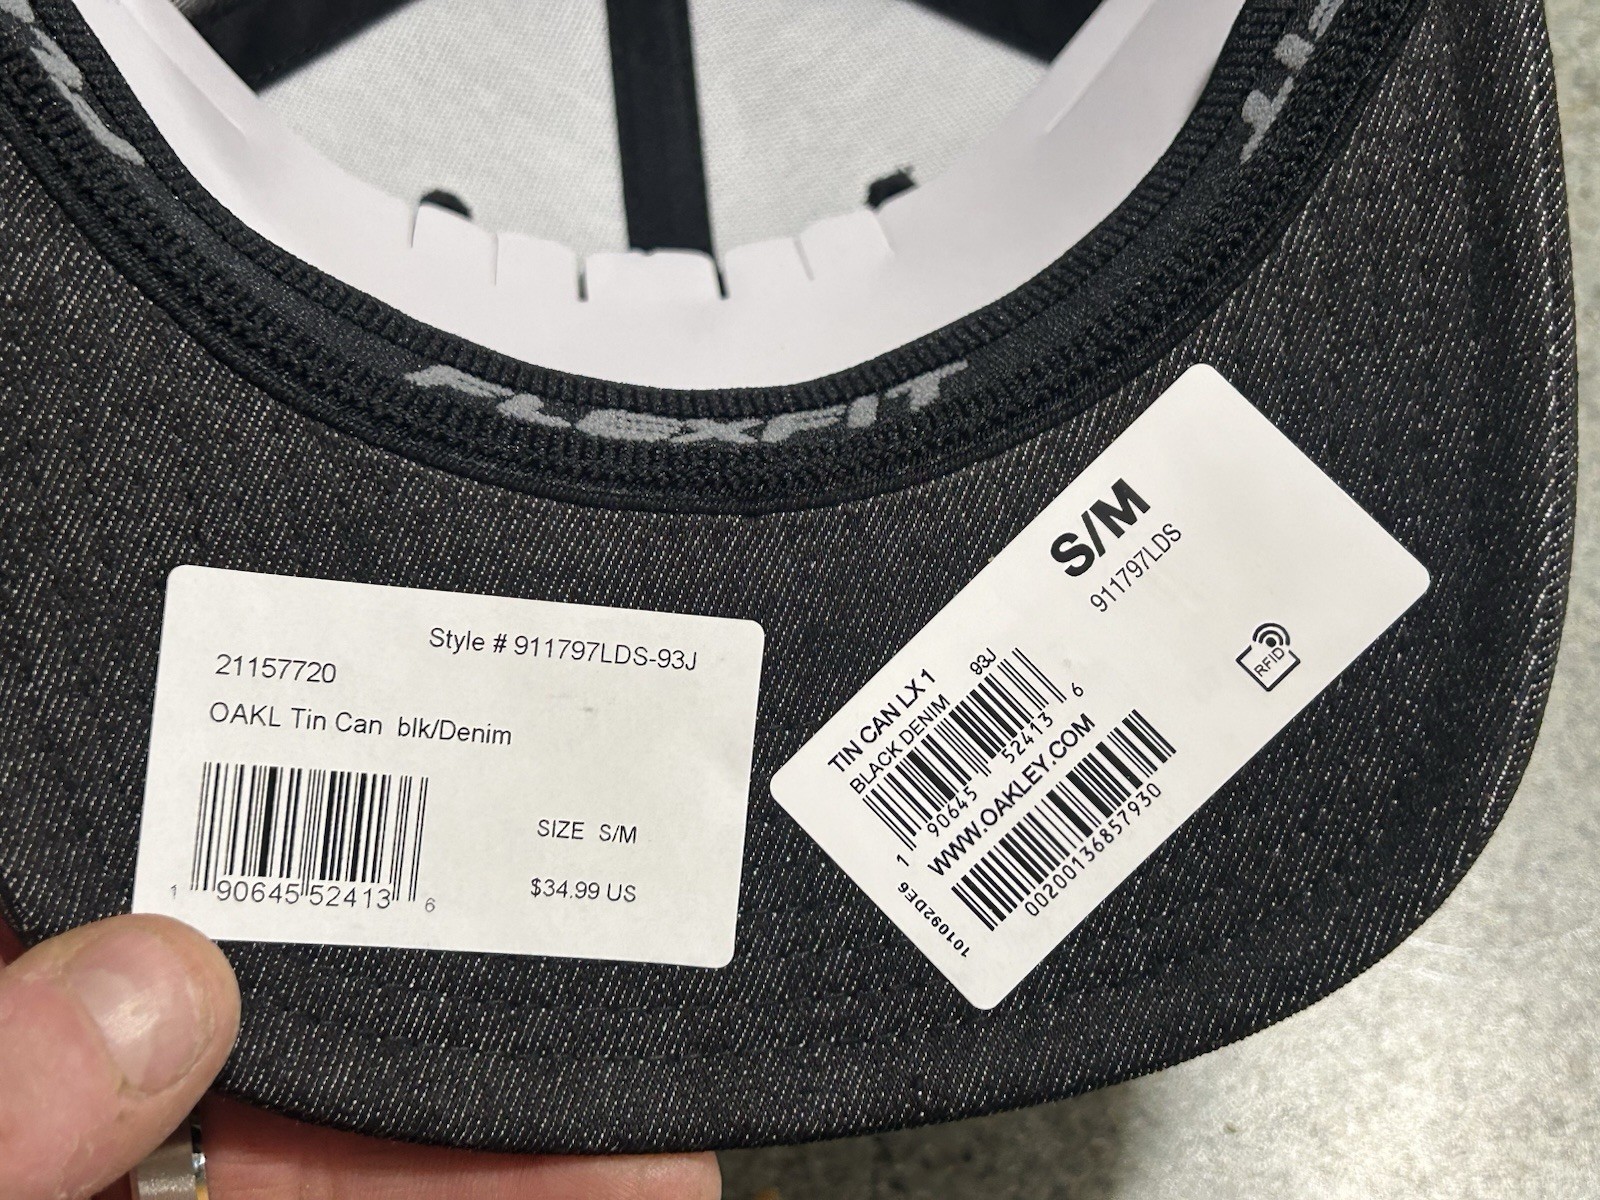 FLEXFIT
Style # 911797LDS-93J
21157720
OAKL Tin Can blk/Denim
SIZE S/M
$34.99 US
1 90645 52413 6
S/M
911797LDS
RFID
TIN CAN LX 1
BLACK DENIM 93J
1 90645 52413 6
WWW.OAKLEY.COM
00200136857930
101092DE6